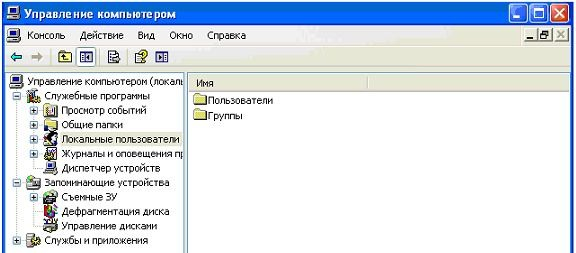 Управление компьютером
Консоль Действие Вид Окно Справка
Управление компьютером (локаль
Служебные программы
Просмотр событий
Общие папки
Локальные пользователи
Журналы и оповещения пр
Диспетчер устройств
Запоминающие устройства
Съемные ЗУ
Дефрагментация диска
Управление дисками
Службы и приложения
Имя
Пользователи
Группы